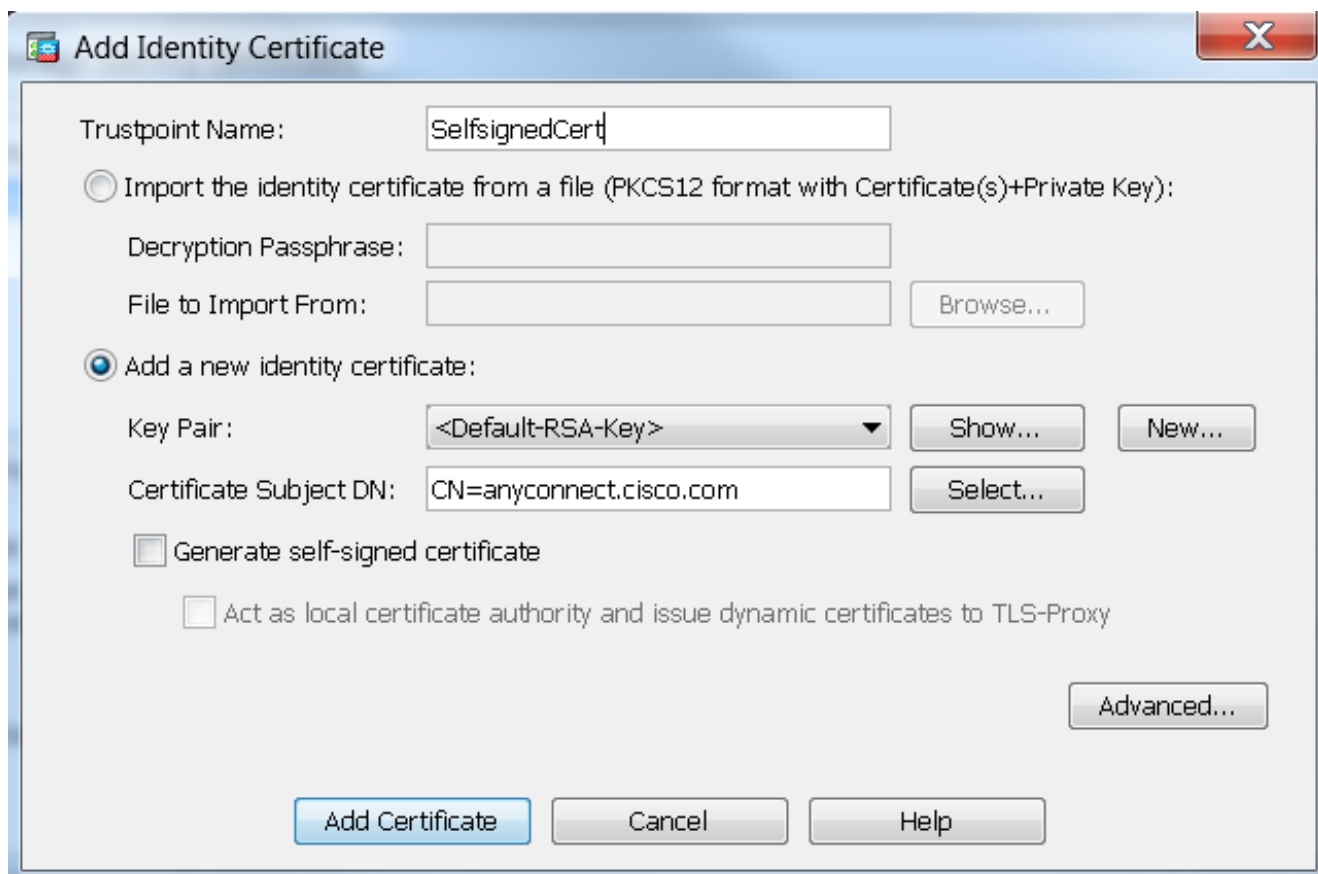 Add Identity Certificate
X
Trustpoint Name: SelfsignedCert
Import the identity certificate from a file (PKCS12 format with Certificate(s)+Private Key):
Decryption Passphrase:
File to Import From: Browse...
Add a new identity certificate:
Key Pair: <Default-RSA-Key> Show... New...
Certificate Subject DN: CN=anyconnect.cisco.com Select...
Generate self-signed certificate
Act as local certificate authority and issue dynamic certificates to TLS-Proxy
Advanced...
Add Certificate Cancel Help